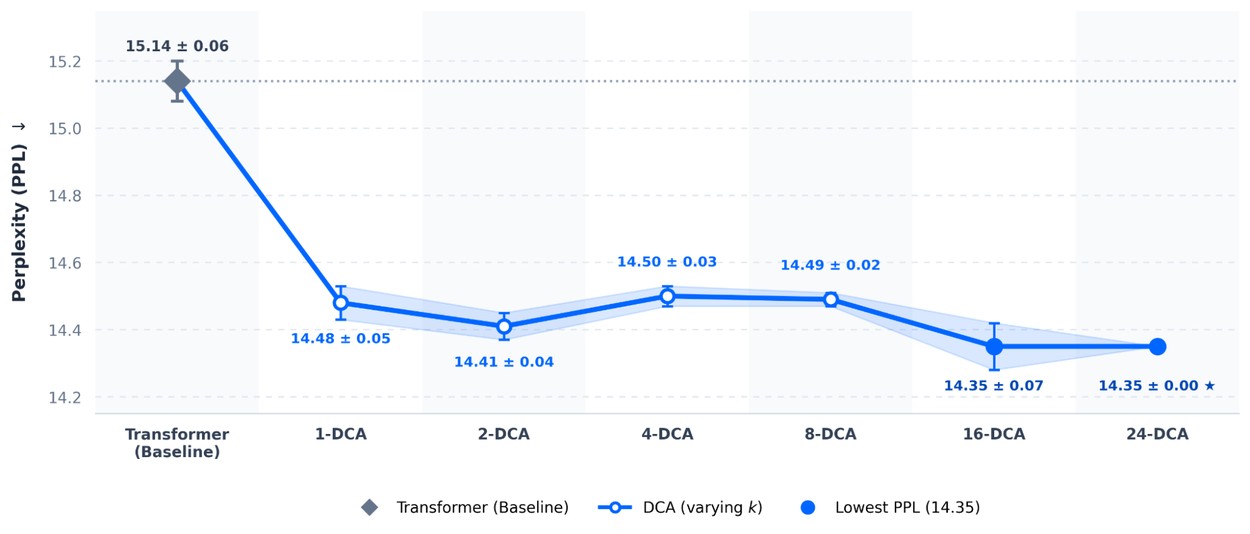 15.14 ± 0.06
15.2
15.0
14.8
14.6
14.4
14.2
Perplexity (PPL) ↓
14.48 ± 0.05
14.41 ± 0.04
14.50 ± 0.03
14.49 ± 0.02
14.35 ± 0.07
14.35 ± 0.00 ★
Transformer
(Baseline)
1-DCA
2-DCA
4-DCA
8-DCA
16-DCA
24-DCA
Transformer (Baseline)
DCA (varying k)
Lowest PPL (14.35)